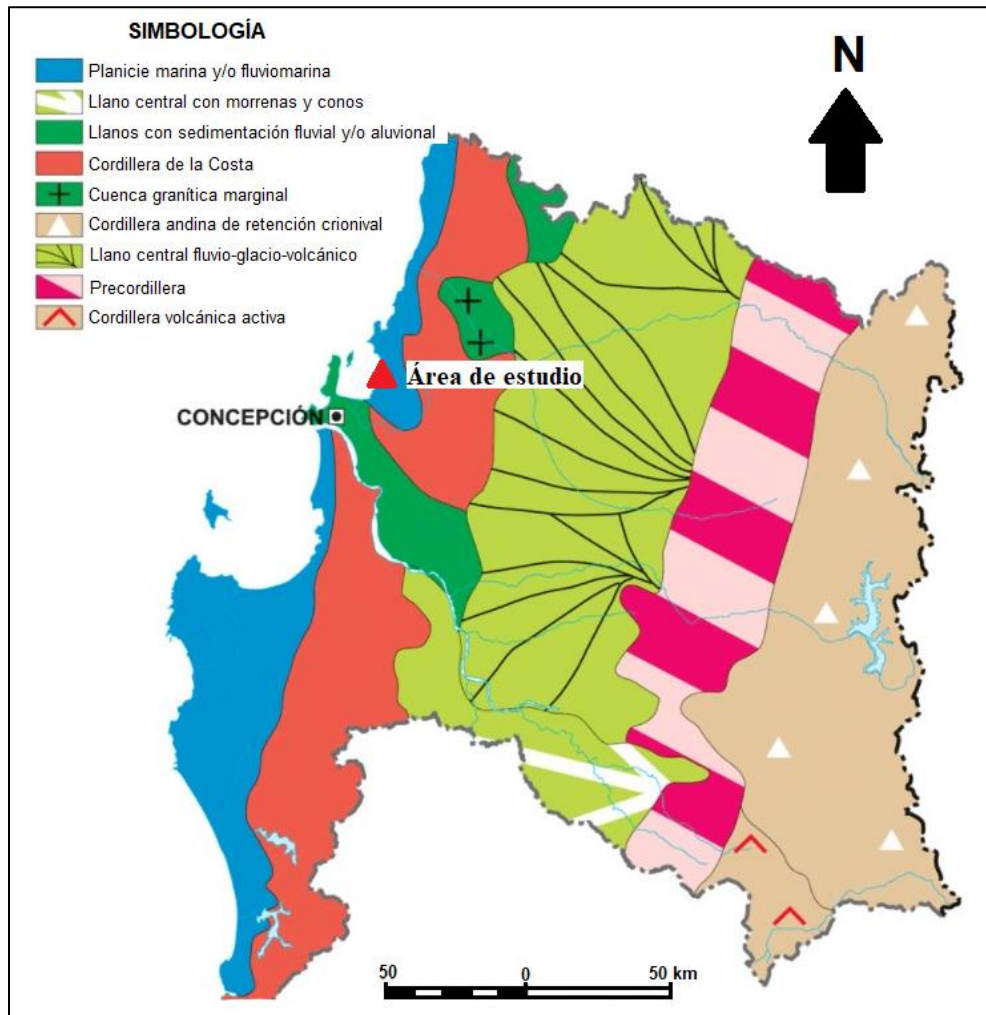 SIMBOLOGÍA
Planicie marina y/o fluviomarina
Llano central con morrenas y conos
Llanos con sedimentación fluvial y/o aluvional
Cordillera de la Costa
Cuenca granítica marginal
Cordillera andina de retención crionival
Llano central fluvio-glacio-volcánico
Precordillera
Cordillera volcánica activa
N
Área de estudio
CONCEPCIÓN
50 0 50 km